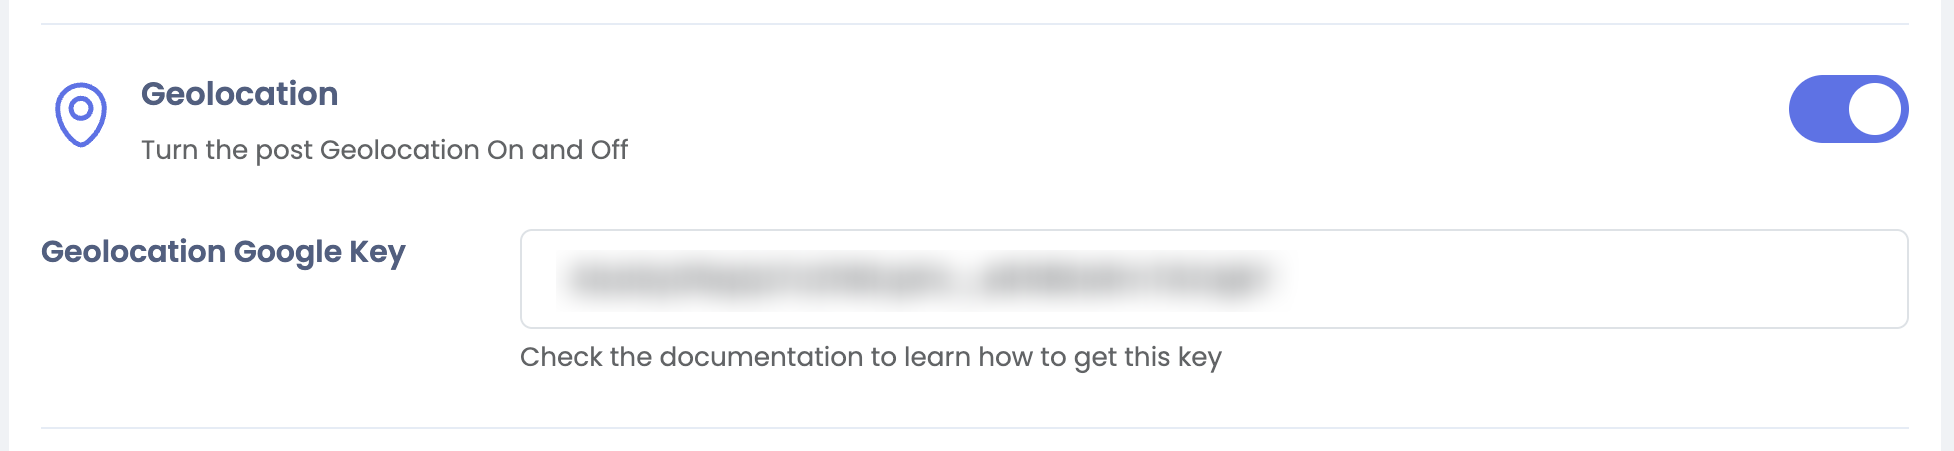 Geolocation
Turn the post Geolocation On and Off
Geolocation Google Key
Check the documentation to learn how to get this key